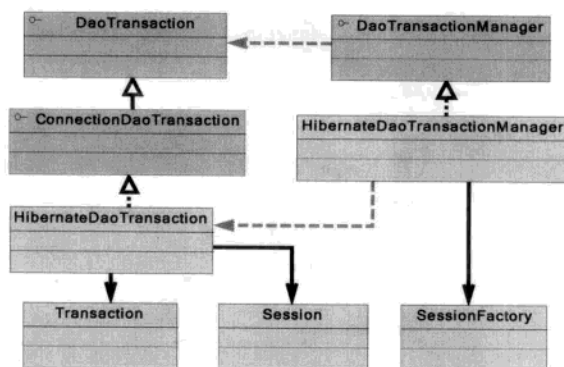 DaoTransaction
DaoTransactionManager
ConnectionDaoTransaction
HibernateDaoTransactionManager
HibernateDaoTransaction
Transaction
Session
SessionFactory